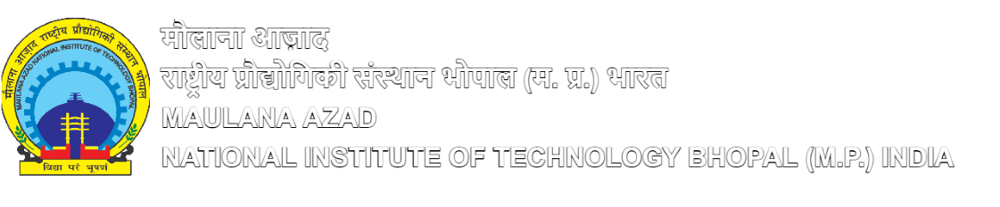 मौलाना आज़ाद राष्ट्रीय प्रौद्योगिकी संस्थान भोपाल
MAULANA AZAD NATIONAL INSTITUTE OF TECHNOLOGY BHOPAL
विद्या परं भूषणं
मौलाना आज़ाद
राष्ट्रीय प्रौद्योगिकी संस्थान भोपाल (म. प्र.) भारत
MAULANA AZAD
NATIONAL INSTITUTE OF TECHNOLOGY BHOPAL (M.P.) INDIA